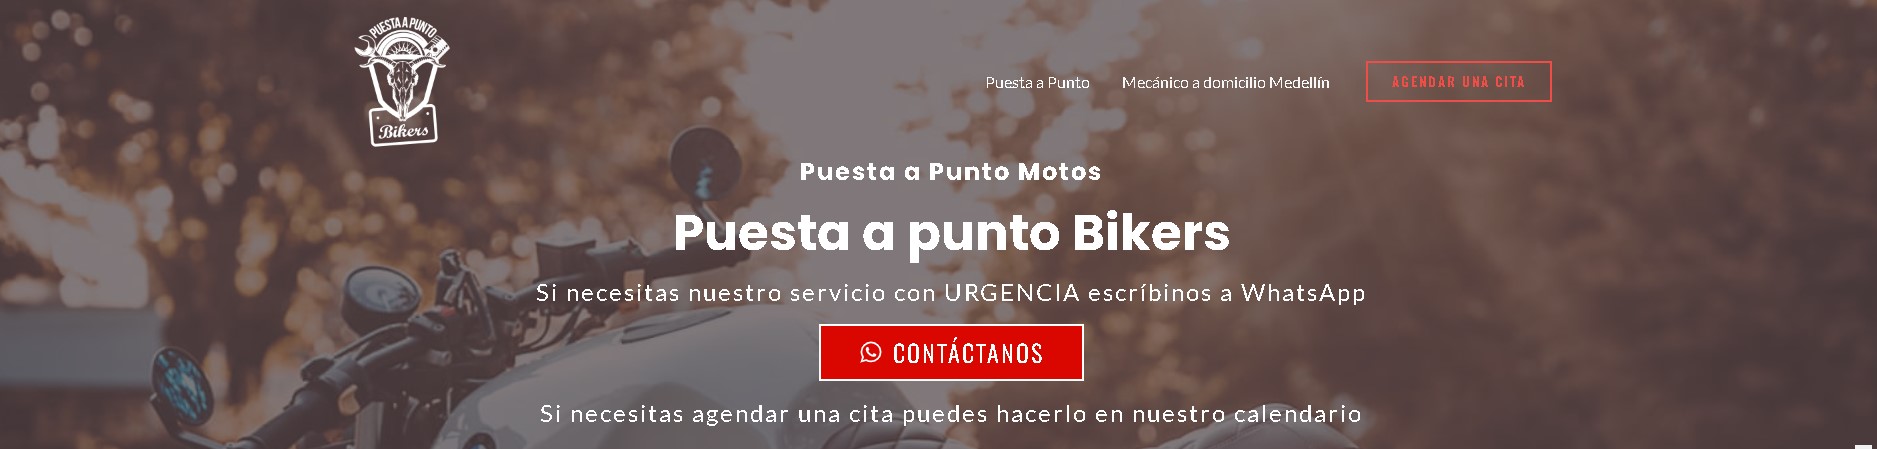 PUESTA A PUNTO
Bikers
Puesta a Punto
Mecánico a domicilio Medellín
AGENDAR UNA CITA
Puesta a Punto Motos
Puesta a punto Bikers
Si necesitas nuestro servicio con URGENCIA escríbinos a WhatsApp
CONTÁCTANOS
Si necesitas agendar una cita puedes hacerlo en nuestro calendario